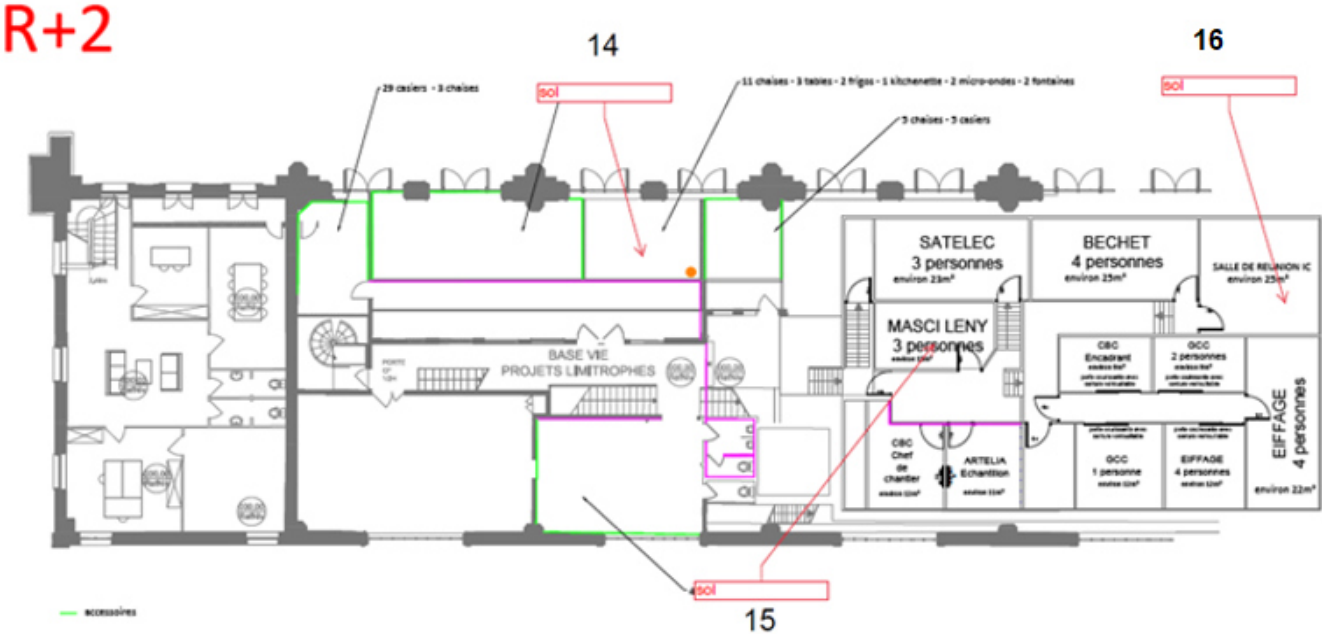 R+2
14
16
sol
sol
29 casiers - 3 chaises
11 chaises - 3 tables - 2 frigos - 1 kitchenette - 2 micro-ondes - 2 fontaines
5 chaises - 5 casiers
SATELEC
3 personnes
environ 23m²
BECHET
4 personnes
environ 25m²
SALLE DE REUNION IC
environ 25m²
MASCI LENY
3 personnes
BASE VIE
PROJETS LIMITROPHES
PORTE
CBC
Encadrant
GCC
2 personnes
EIFFAGE
4 personnes
environ 22m²
CBC
Chef
de
chantier
ARTELIA
Echantillon
GCC
1 personne
EIFFAGE
4 personnes
sol
15
accessoires